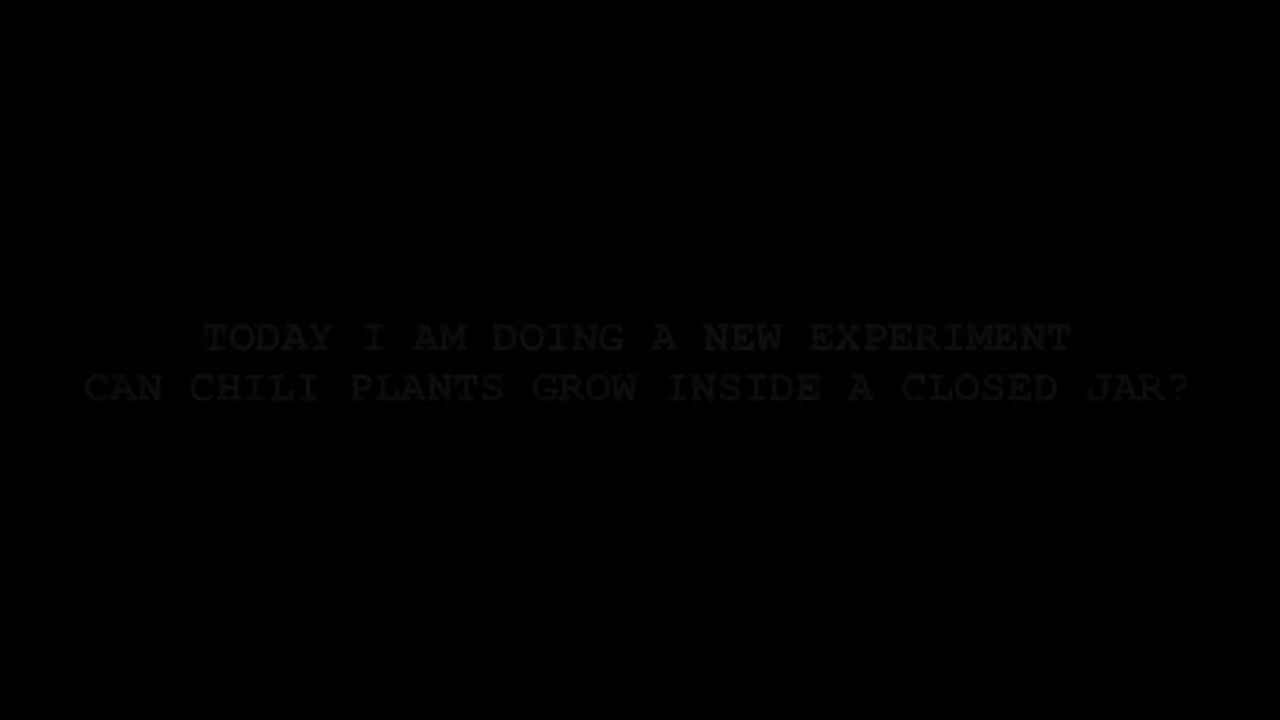 TODAY I AM DOING A NEW EXPERIMENT
CAN CHILI PLANTS GROW INSIDE A CLOSED JAR?